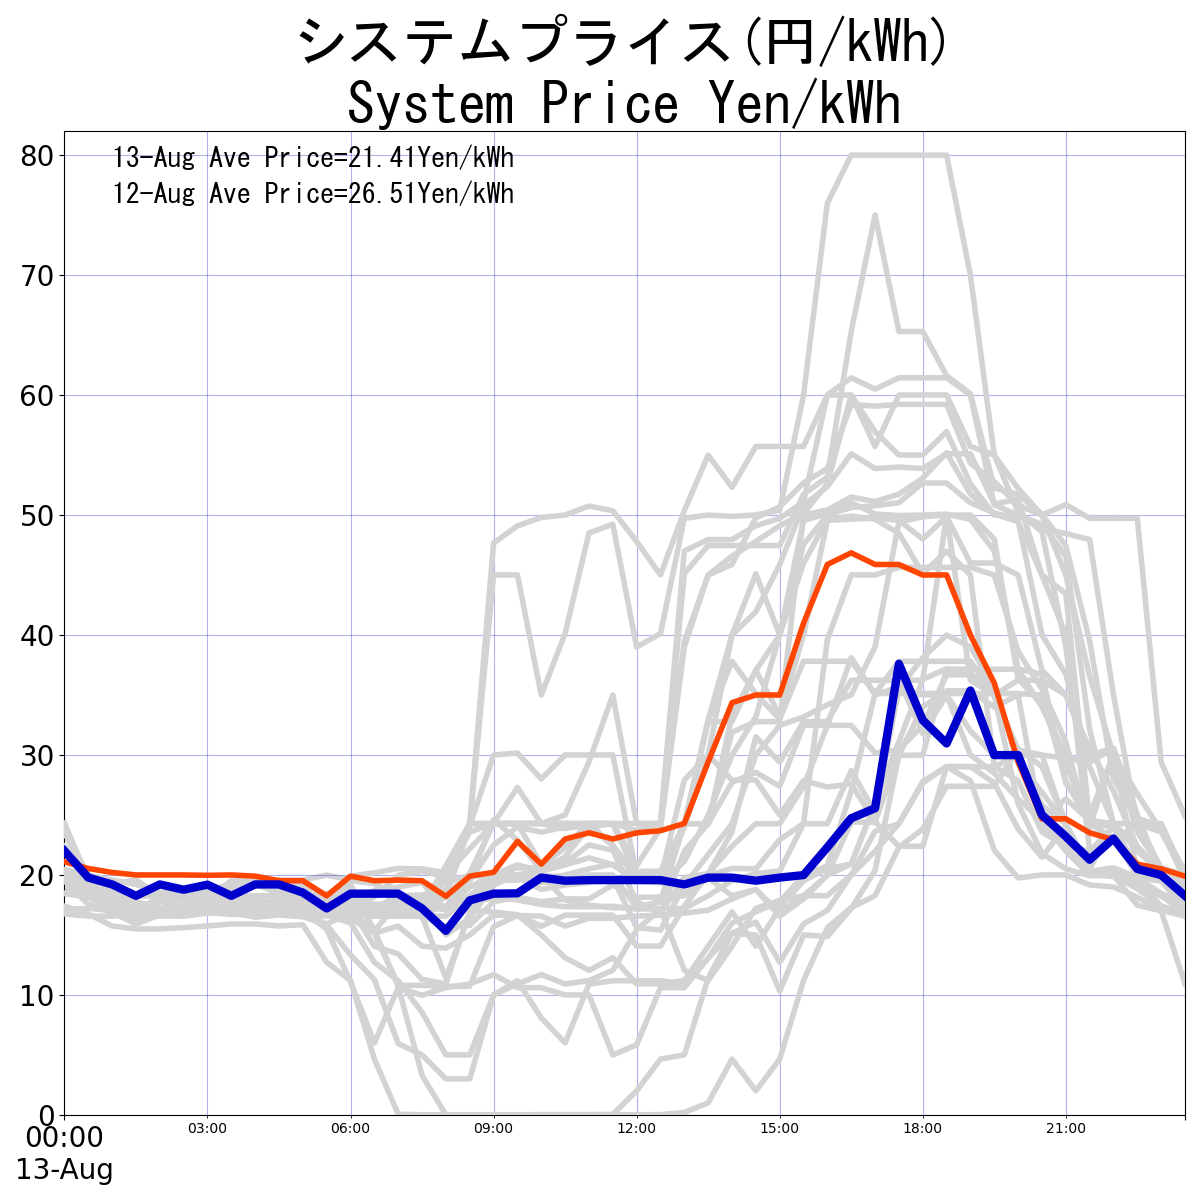 システムプライス(円/kWh)
System Price Yen/kWh
13-Aug Ave Price=21.41Yen/kWh
12-Aug Ave Price=26.51Yen/kWh
80
70
60
50
40
30
20
10
0
00:00 03:00 06:00 09:00 12:00 15:00 18:00 21:00
13-Aug